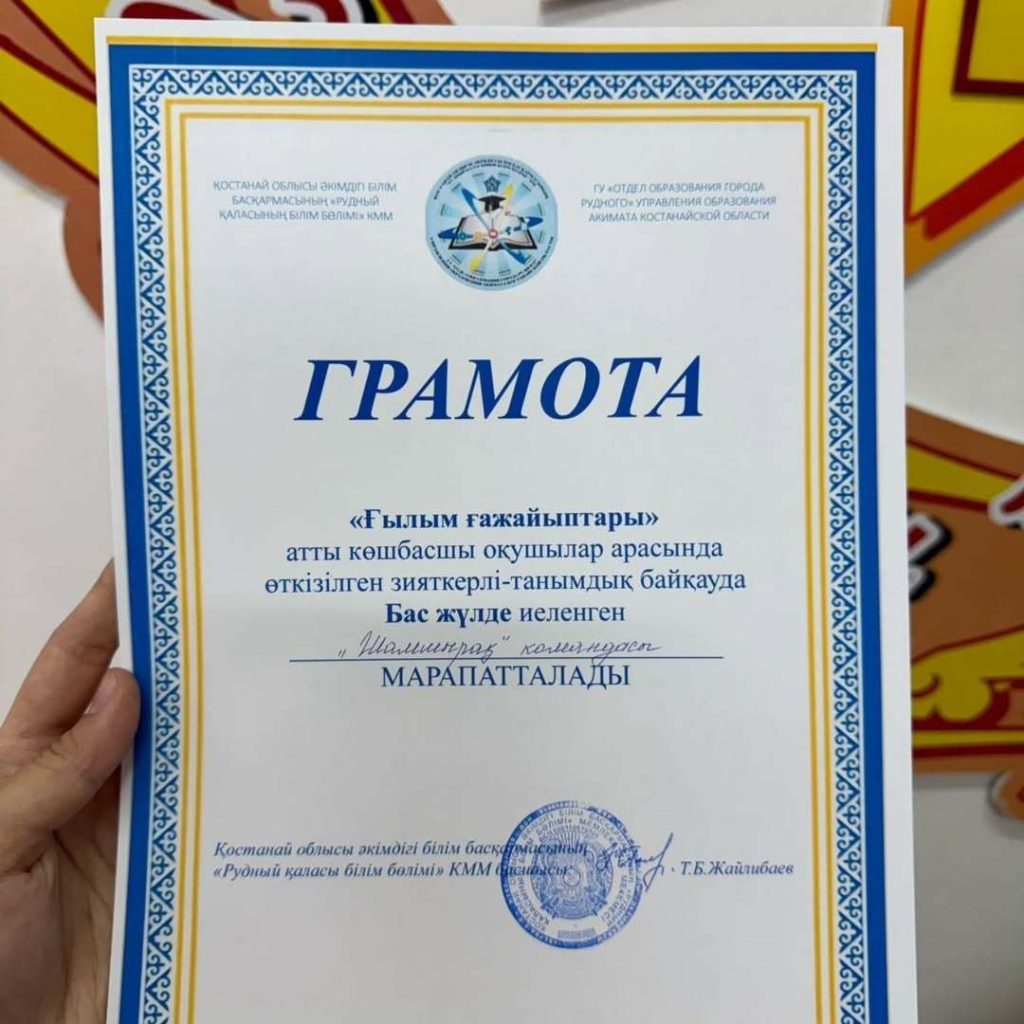 ҚОСТАНАЙ ОБЛЫСЫ ӘКІМДІГІ БІЛІМ
БАСҚАРМАСЫНЫҢ «РУДНЫЙ
ҚАЛАСЫНЫҢ БІЛІМ БӨЛІМІ» КММ
ГУ «ОТДЕЛ ОБРАЗОВАНИЯ ГОРОДА
РУДНОГО» УПРАВЛЕНИЯ ОБРАЗОВАНИЯ
АКИМАТА КОСТАНАЙСКОЙ ОБЛАСТИ
ГРАМОТА
«Ғылым ғажайыптары»
атты көшбасшы оқушылар арасында
өткізілген зияткерлі-танымдық байқауда
Бас жүлде иеленген
„Шамшырақ" командасы
МАРАПАТТАЛАДЫ
Қостанай облысы әкімдігі білім басқармасының
«Рудный қаласы білім бөлімі» КММ басшысы: Т.Б.Жайлибаев